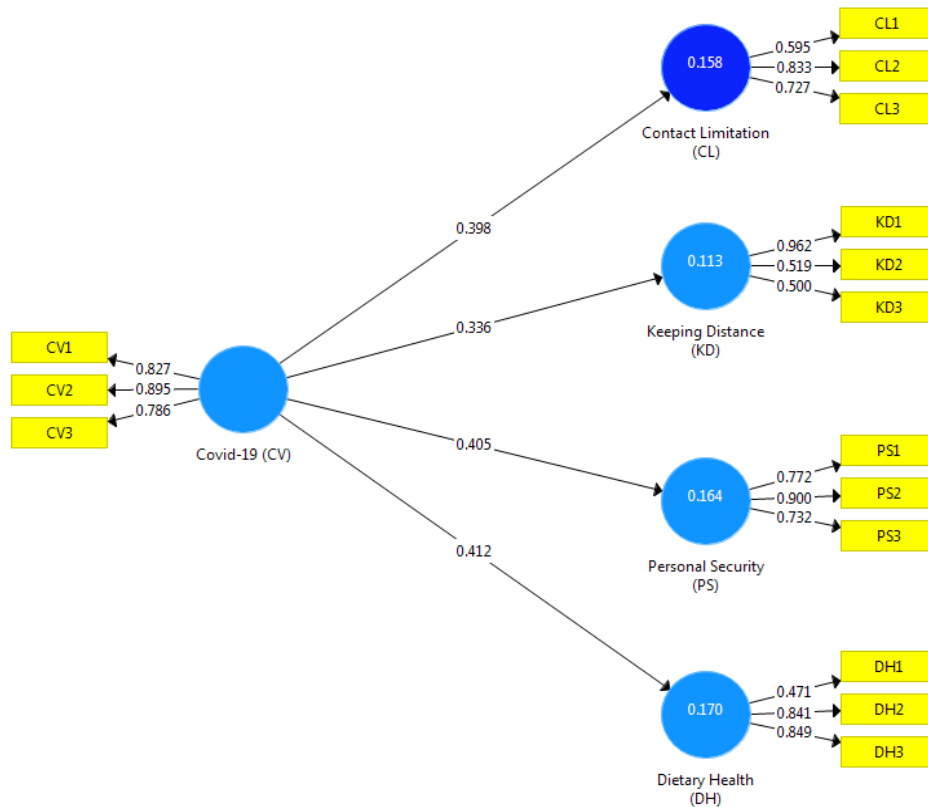 CL1
0.595
0.158
0.833
CL2
0.727
CL3
Contact Limitation
(CL)
0.398
KD1
0.962
0.113
0.519
KD2
0.500
KD3
Keeping Distance
(KD)
0.336
CV1
0.827
CV2
0.895
0.786
CV3
Covid-19 (CV)
0.405
PS1
0.772
0.164
0.900
PS2
0.732
PS3
Personal Security
(PS)
0.412
DH1
0.471
0.170
0.841
DH2
0.849
DH3
Dietary Health
(DH)